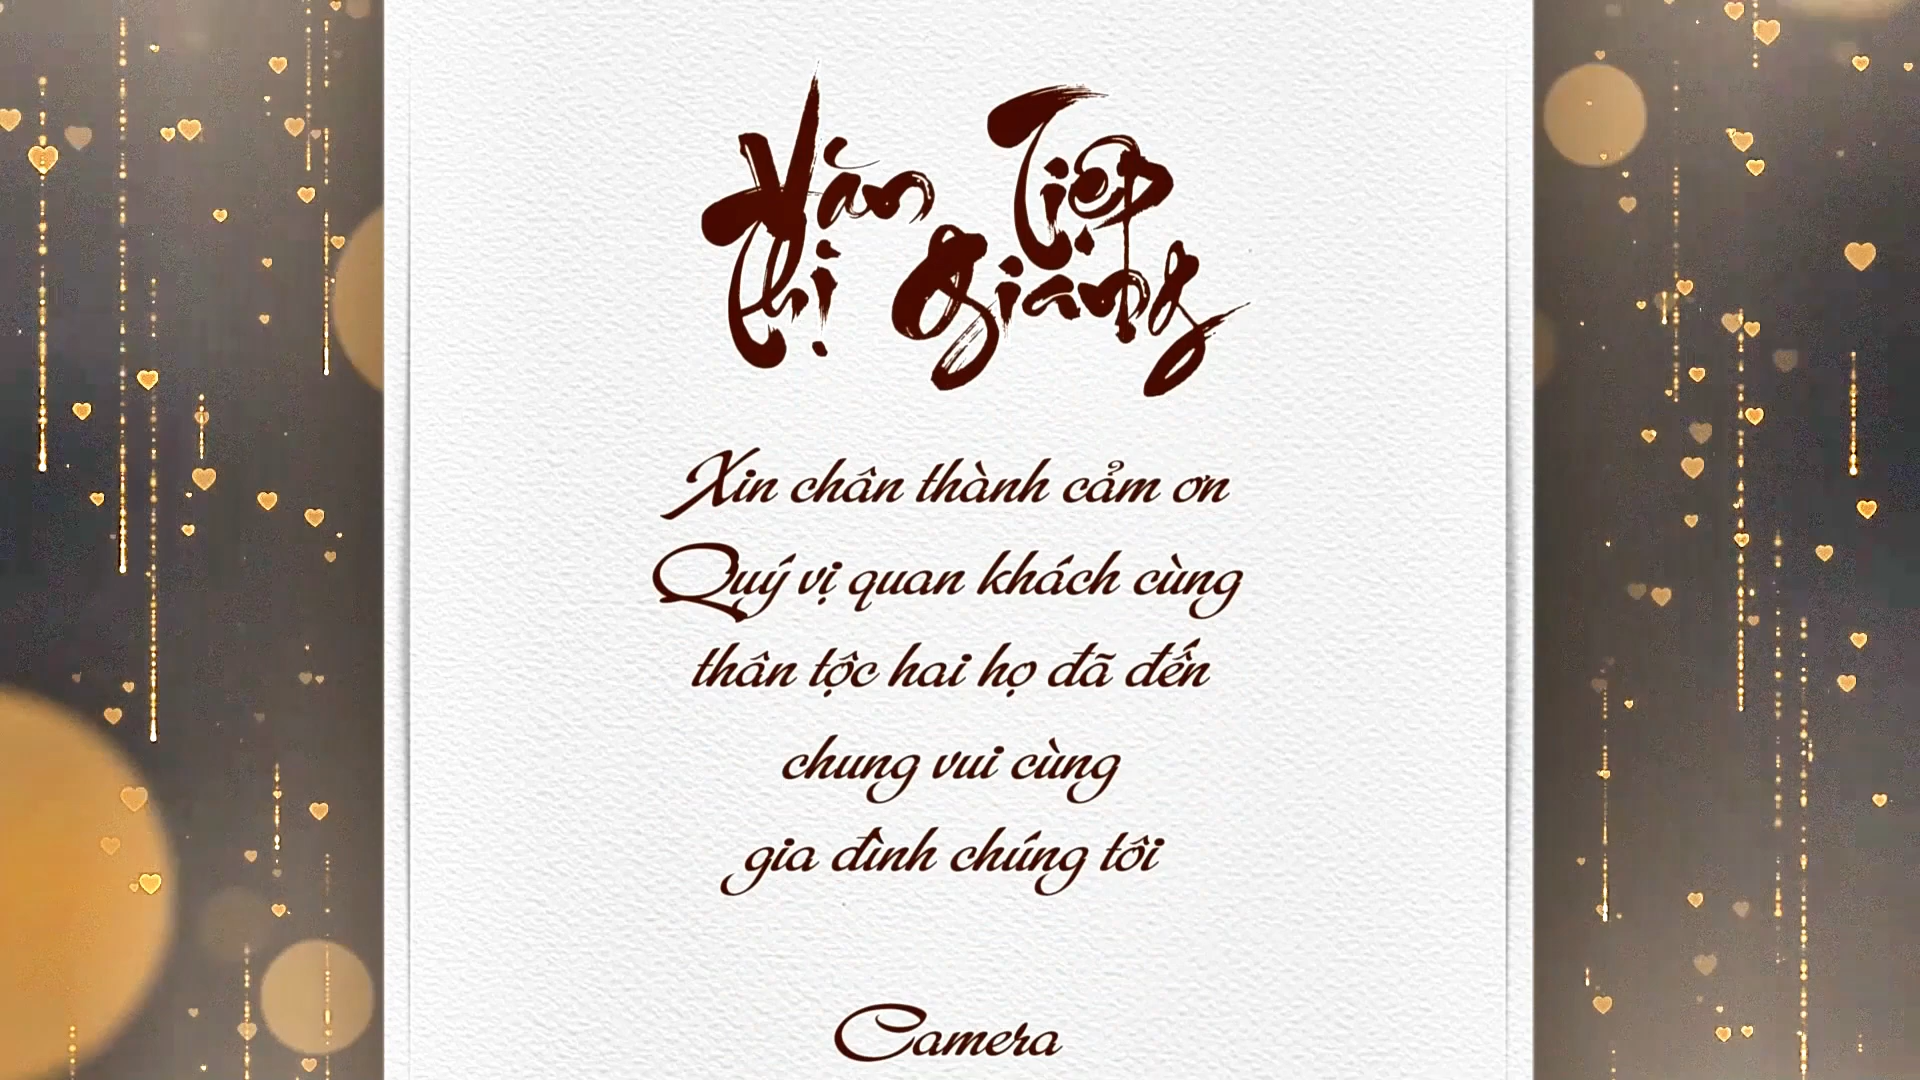 Văn Tiệp
Thị Giang
Xin chân thành cảm ơn
Quý vị quan khách cùng
thân tộc hai họ đã đến
chung vui cùng
gia đình chúng tôi
Camera